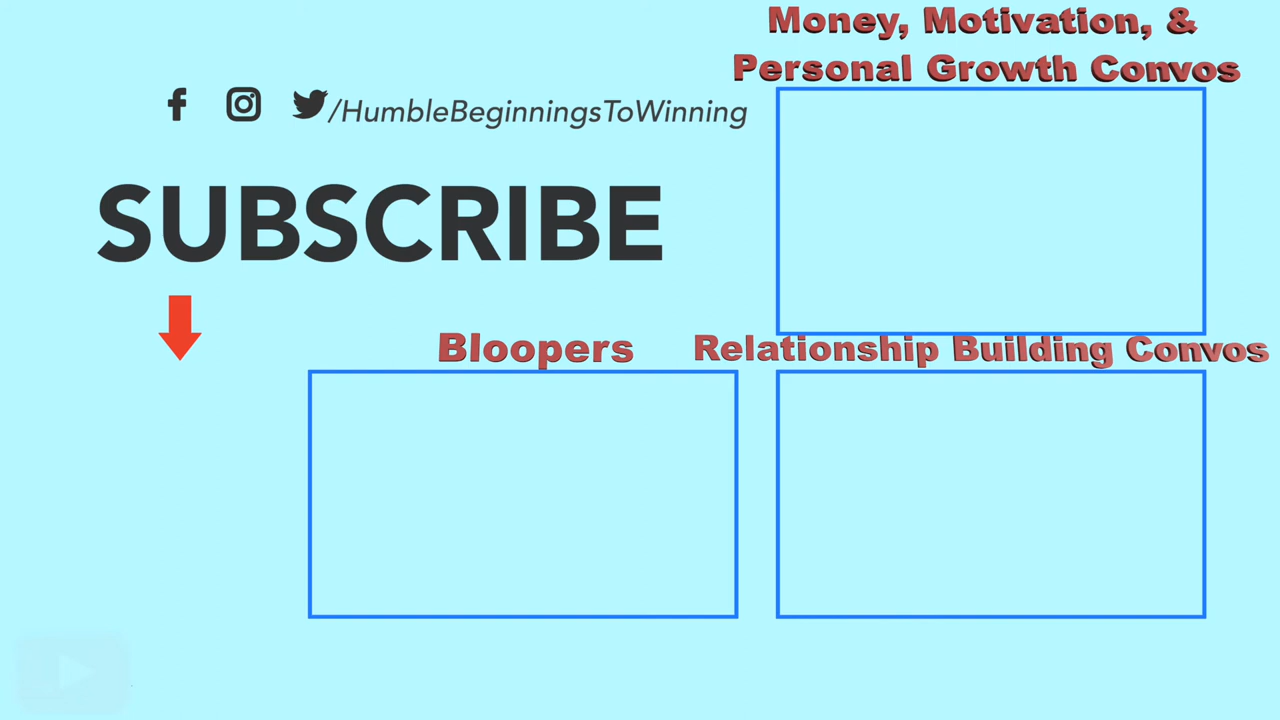 Money, Motivation, &
Personal Growth Convos
/HumbleBeginningsToWinning
SUBSCRIBE
Bloopers
Relationship Building Convos